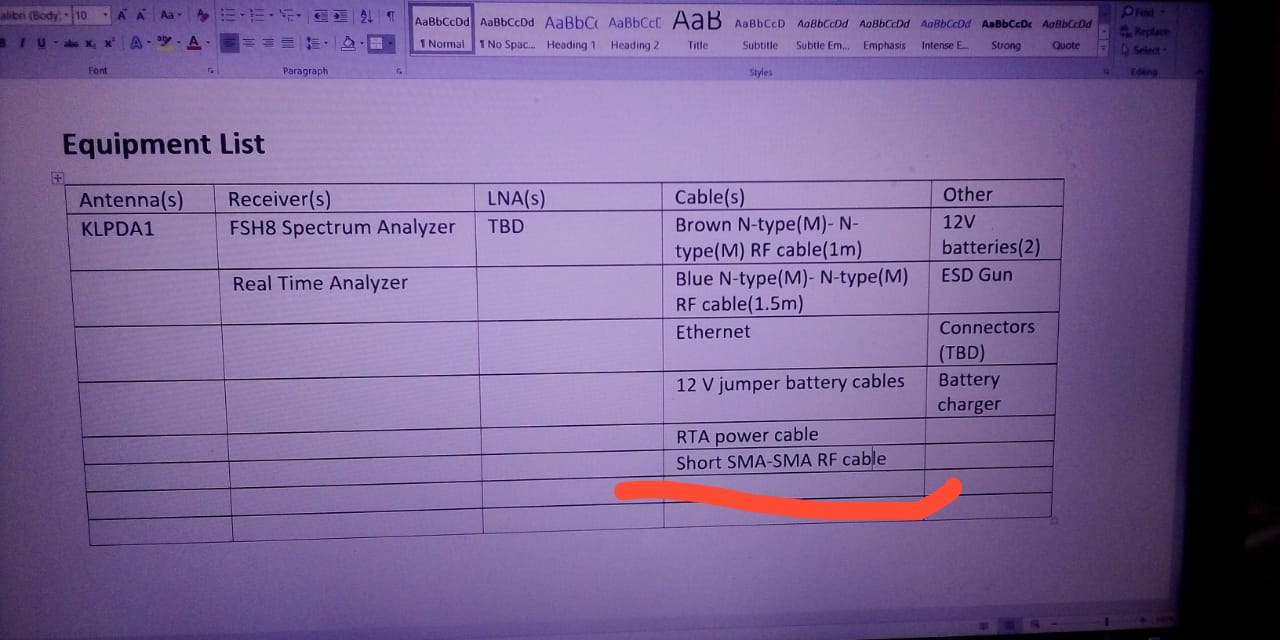 10
Aa
A
A
AaBbCcDd AaBbCcDd AaBbC( AaBbCcC AaB AaBbCcD AaBbCcDd AaBbCcDd AaBbCcDd AaBbCcDc AaBbCcDd
¶ Normal ¶ No Spac... Heading 1 Heading 2 Title Subtitle Subtle Em... Emphasis Intense E... Strong Quote
Find
Replace
Select
Font Paragraph Styles Editing
Equipment List
Antenna(s) Receiver(s) LNA(s) Cable(s) Other
KLPDA1 FSH8 Spectrum Analyzer TBD Brown N-type(M)- N- 12V
type(M) RF cable(1m) batteries(2)
Real Time Analyzer Blue N-type(M)- N-type(M) ESD Gun
RF cable(1.5m)
Ethernet Connectors
(TBD)
12 V jumper battery cables Battery
charger
RTA power cable
Short SMA-SMA RF cable